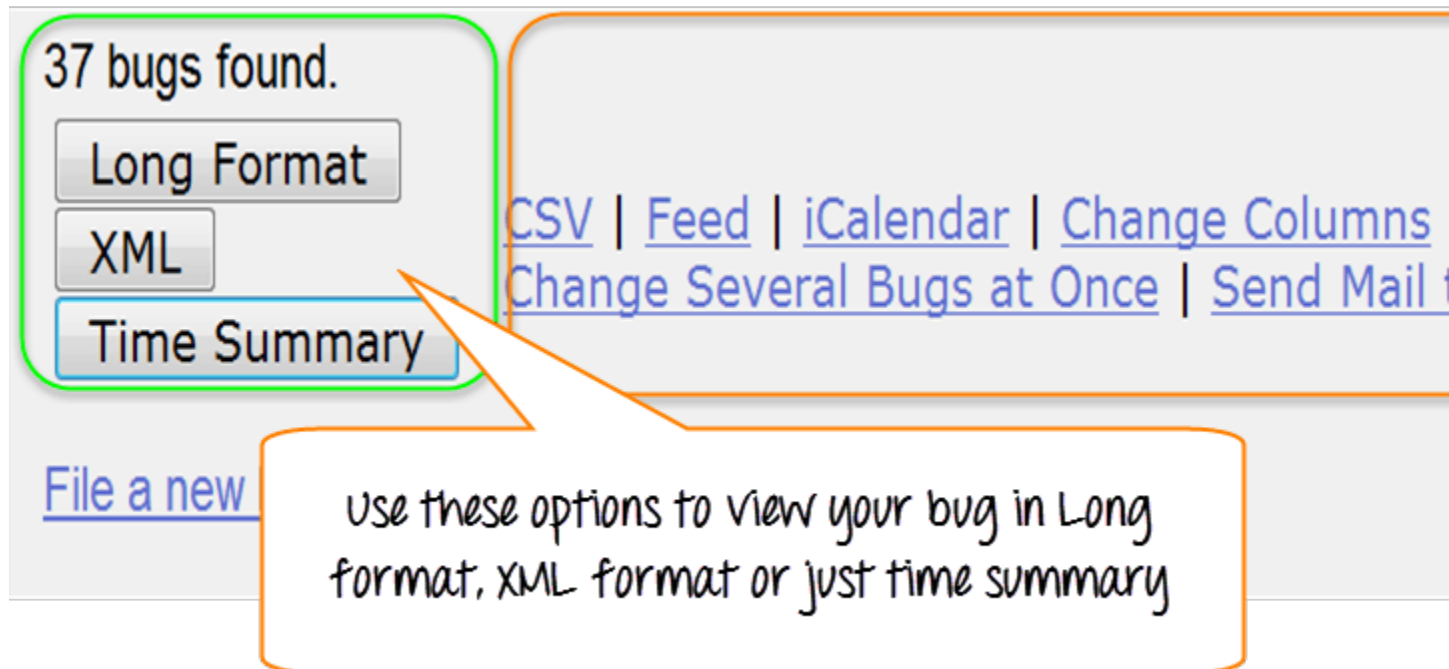 37 bugs found.
Long Format
XML
Time Summary
CSV | Feed | iCalendar | Change Columns
Change Several Bugs at Once | Send Mail
File a new
Use these options to view your bug in Long
format, XML format or just time summary